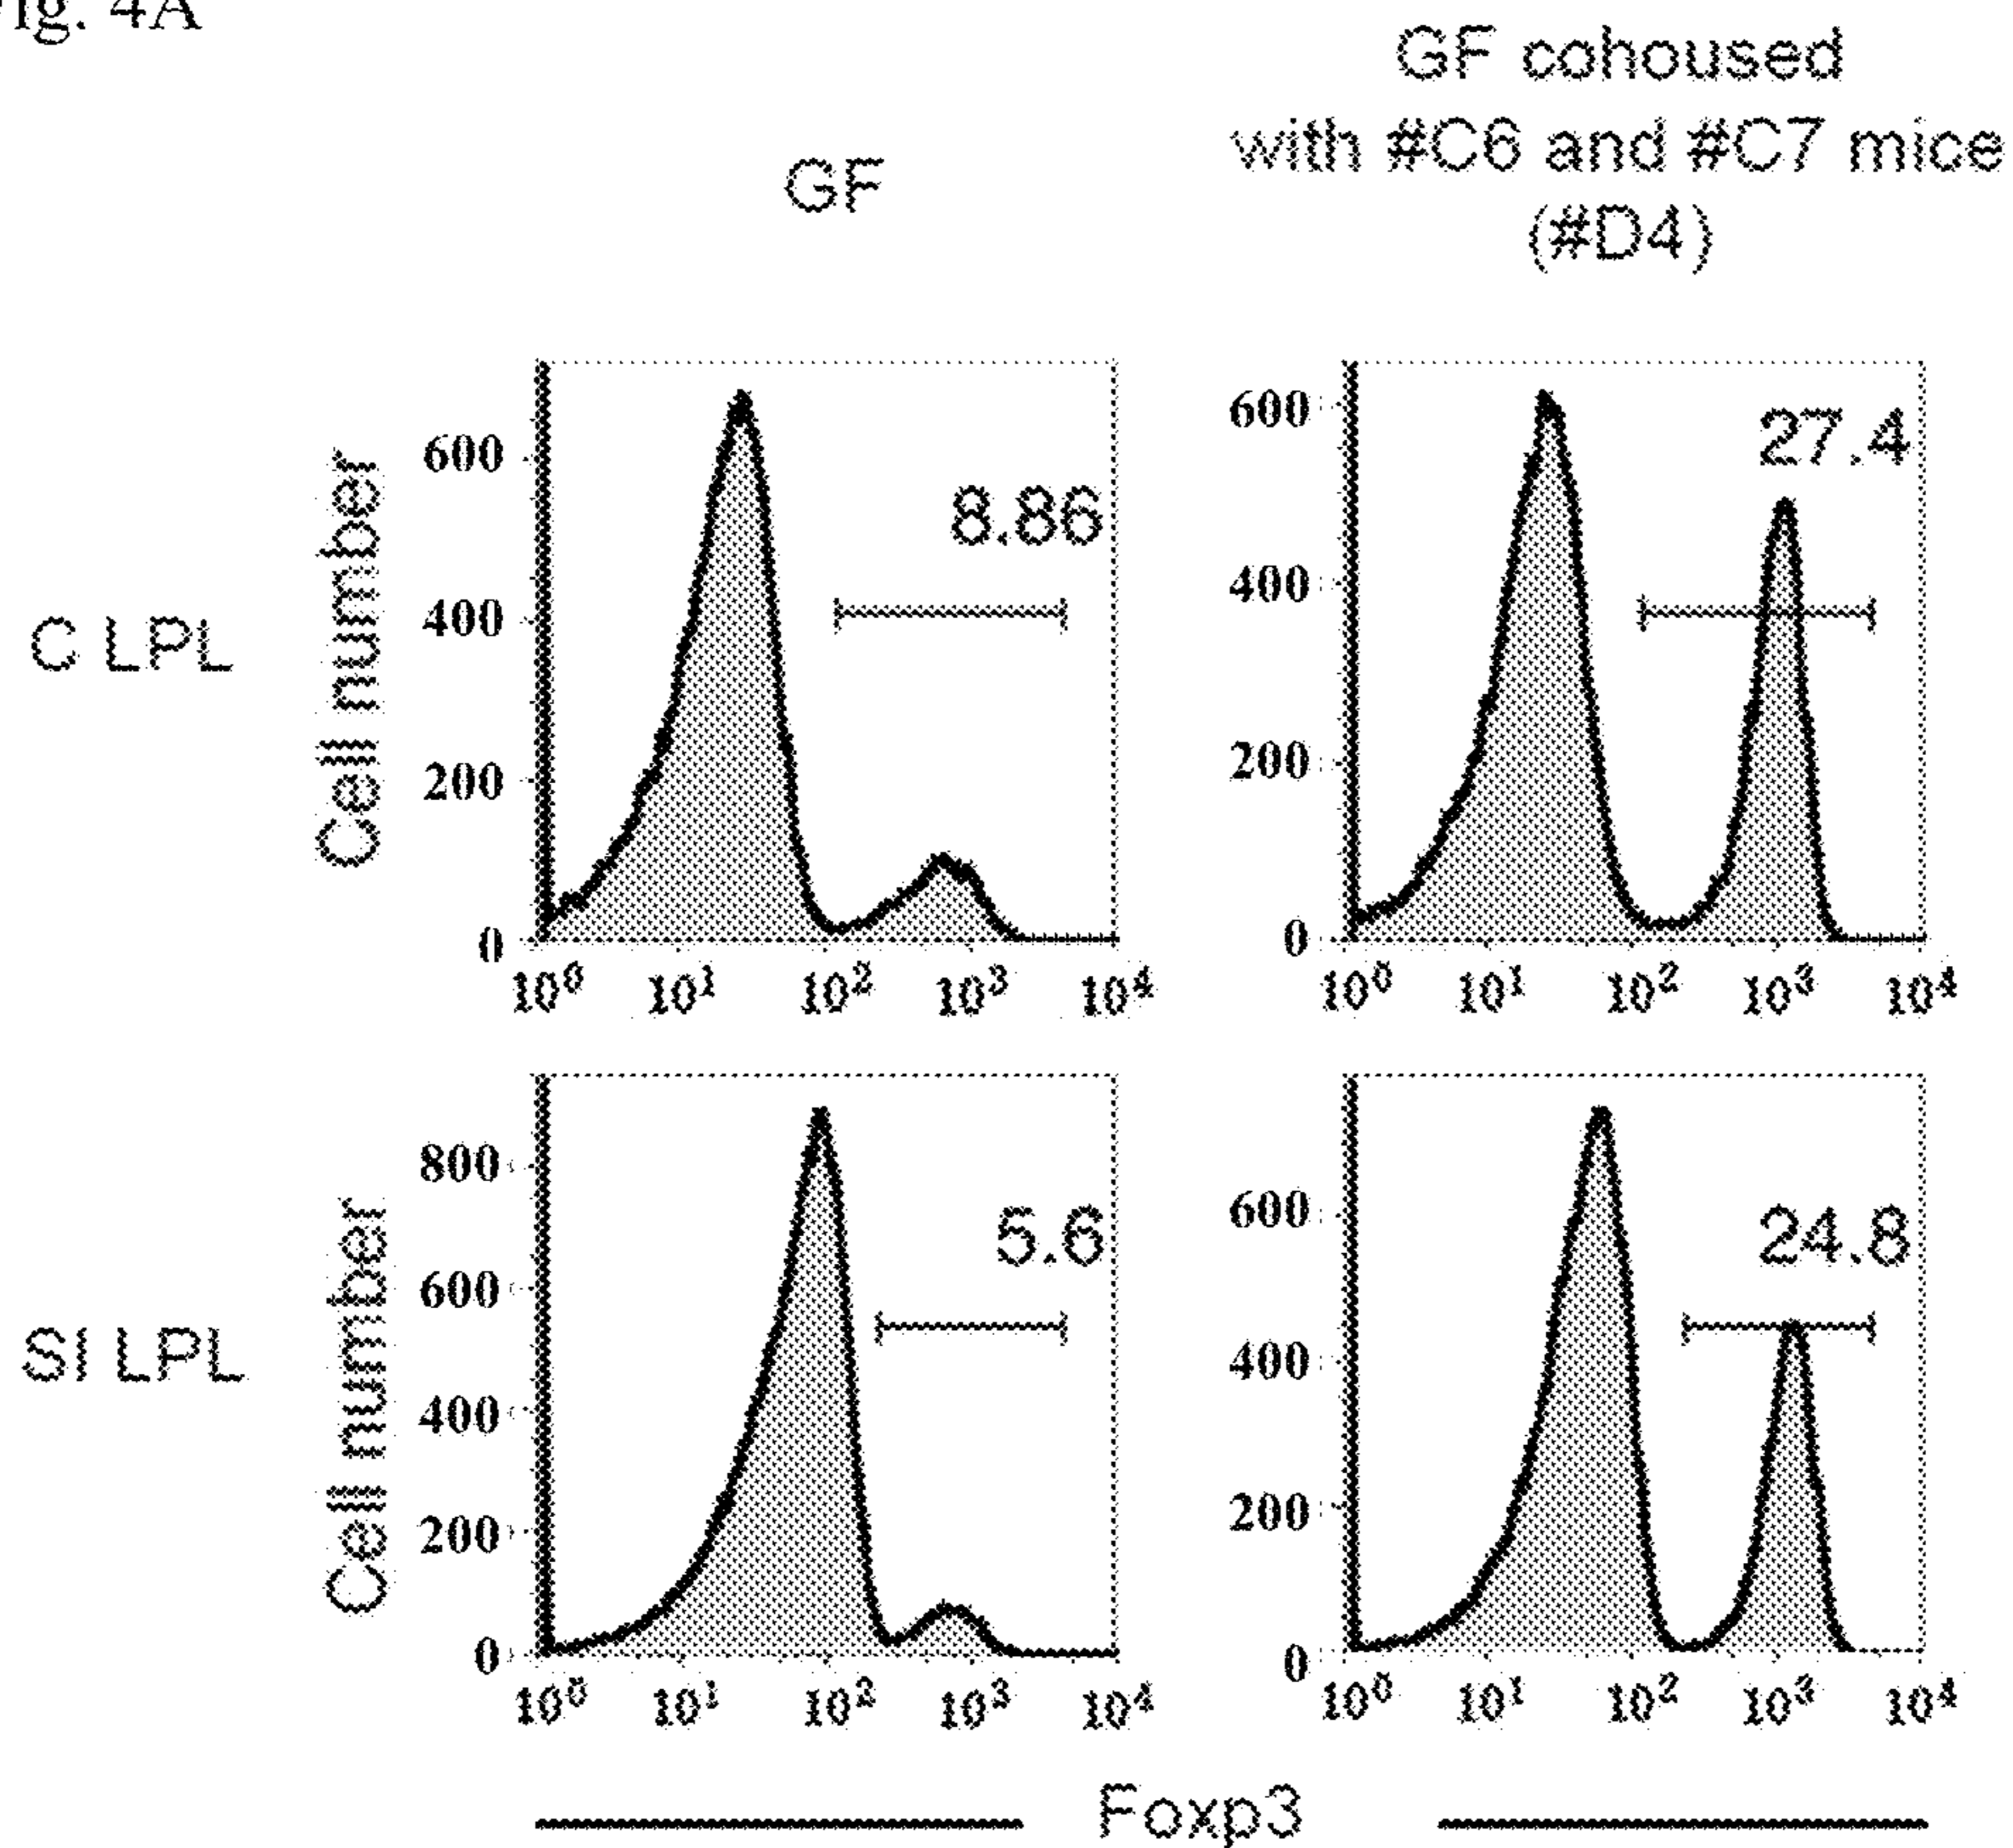 Fig. 4A
GF
GF cohoused
with #C6 and #C7 mice
(#D4)
C LPL
Cell number
600
400
200
0
8.86
10⁰ 10¹ 10² 10³ 10⁴
600
400
200
0
27.4
10⁰ 10¹ 10² 10³ 10⁴
SI LPL
Cell number
800
600
400
200
0
5.6
10⁰ 10¹ 10² 10³ 10⁴
600
400
200
0
24.8
10⁰ 10¹ 10² 10³ 10⁴
Foxp3